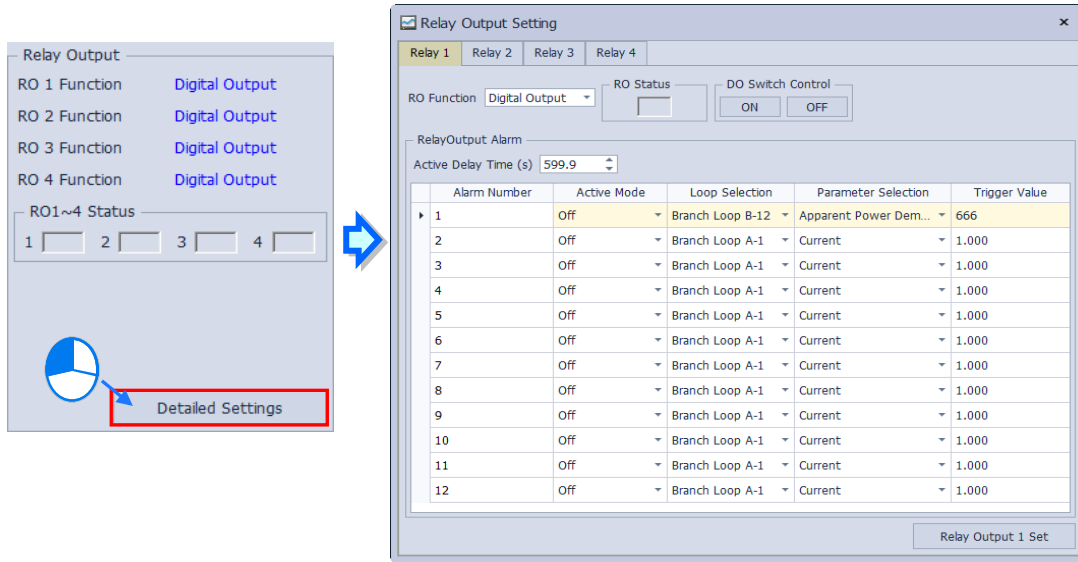 Relay Output
RO 1 Function Digital Output
RO 2 Function Digital Output
RO 3 Function Digital Output
RO 4 Function Digital Output
RO1~4 Status
1 2 3 4
Detailed Settings
Relay Output Setting
Relay 1 Relay 2 Relay 3 Relay 4
RO Status DO Switch Control
RO Function Digital Output ON OFF
RelayOutput Alarm
Active Delay Time (s) 599.9
Alarm Number Active Mode Loop Selection Parameter Selection Trigger Value
1 Off Branch Loop B-12 Apparent Power Dem... 666
2 Off Branch Loop A-1 Current 1.000
3 Off Branch Loop A-1 Current 1.000
4 Off Branch Loop A-1 Current 1.000
5 Off Branch Loop A-1 Current 1.000
6 Off Branch Loop A-1 Current 1.000
7 Off Branch Loop A-1 Current 1.000
8 Off Branch Loop A-1 Current 1.000
9 Off Branch Loop A-1 Current 1.000
10 Off Branch Loop A-1 Current 1.000
11 Off Branch Loop A-1 Current 1.000
12 Off Branch Loop A-1 Current 1.000
Relay Output 1 Set